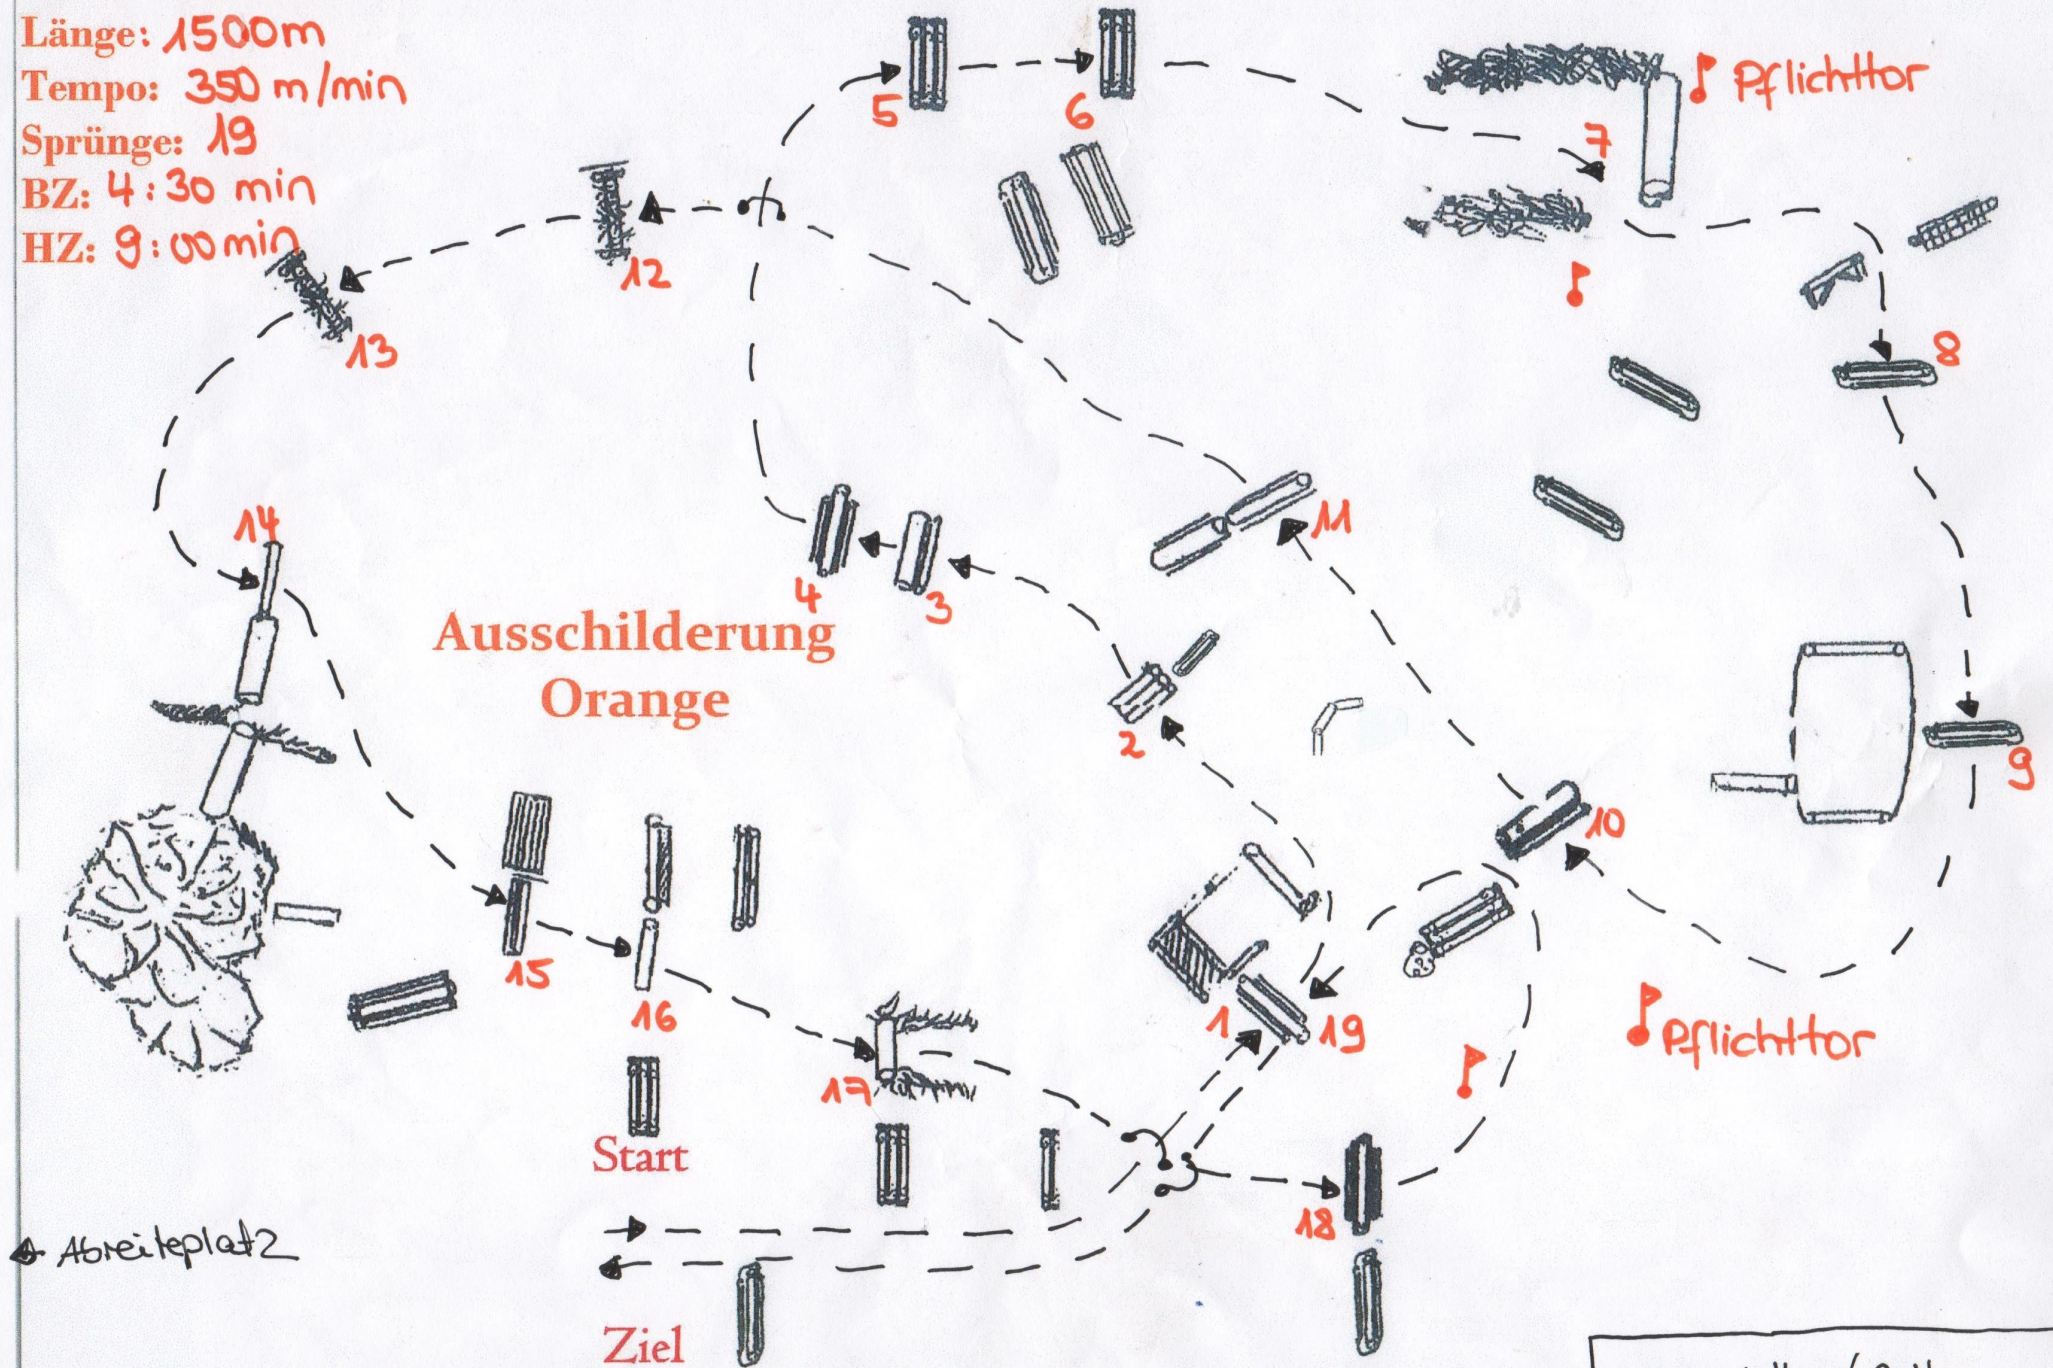 Länge: 1500m
Tempo: 350 m/min
Sprünge: 19
BZ: 4:30 min
HZ: 9:00 min
5
6
7
Pflichttor
12
13
8
14
4
3
11
Ausschilderung
Orange
2
9
10
15
16
1
19
Pflichttor
17
18
Start
Abreiteplatz
Ziel